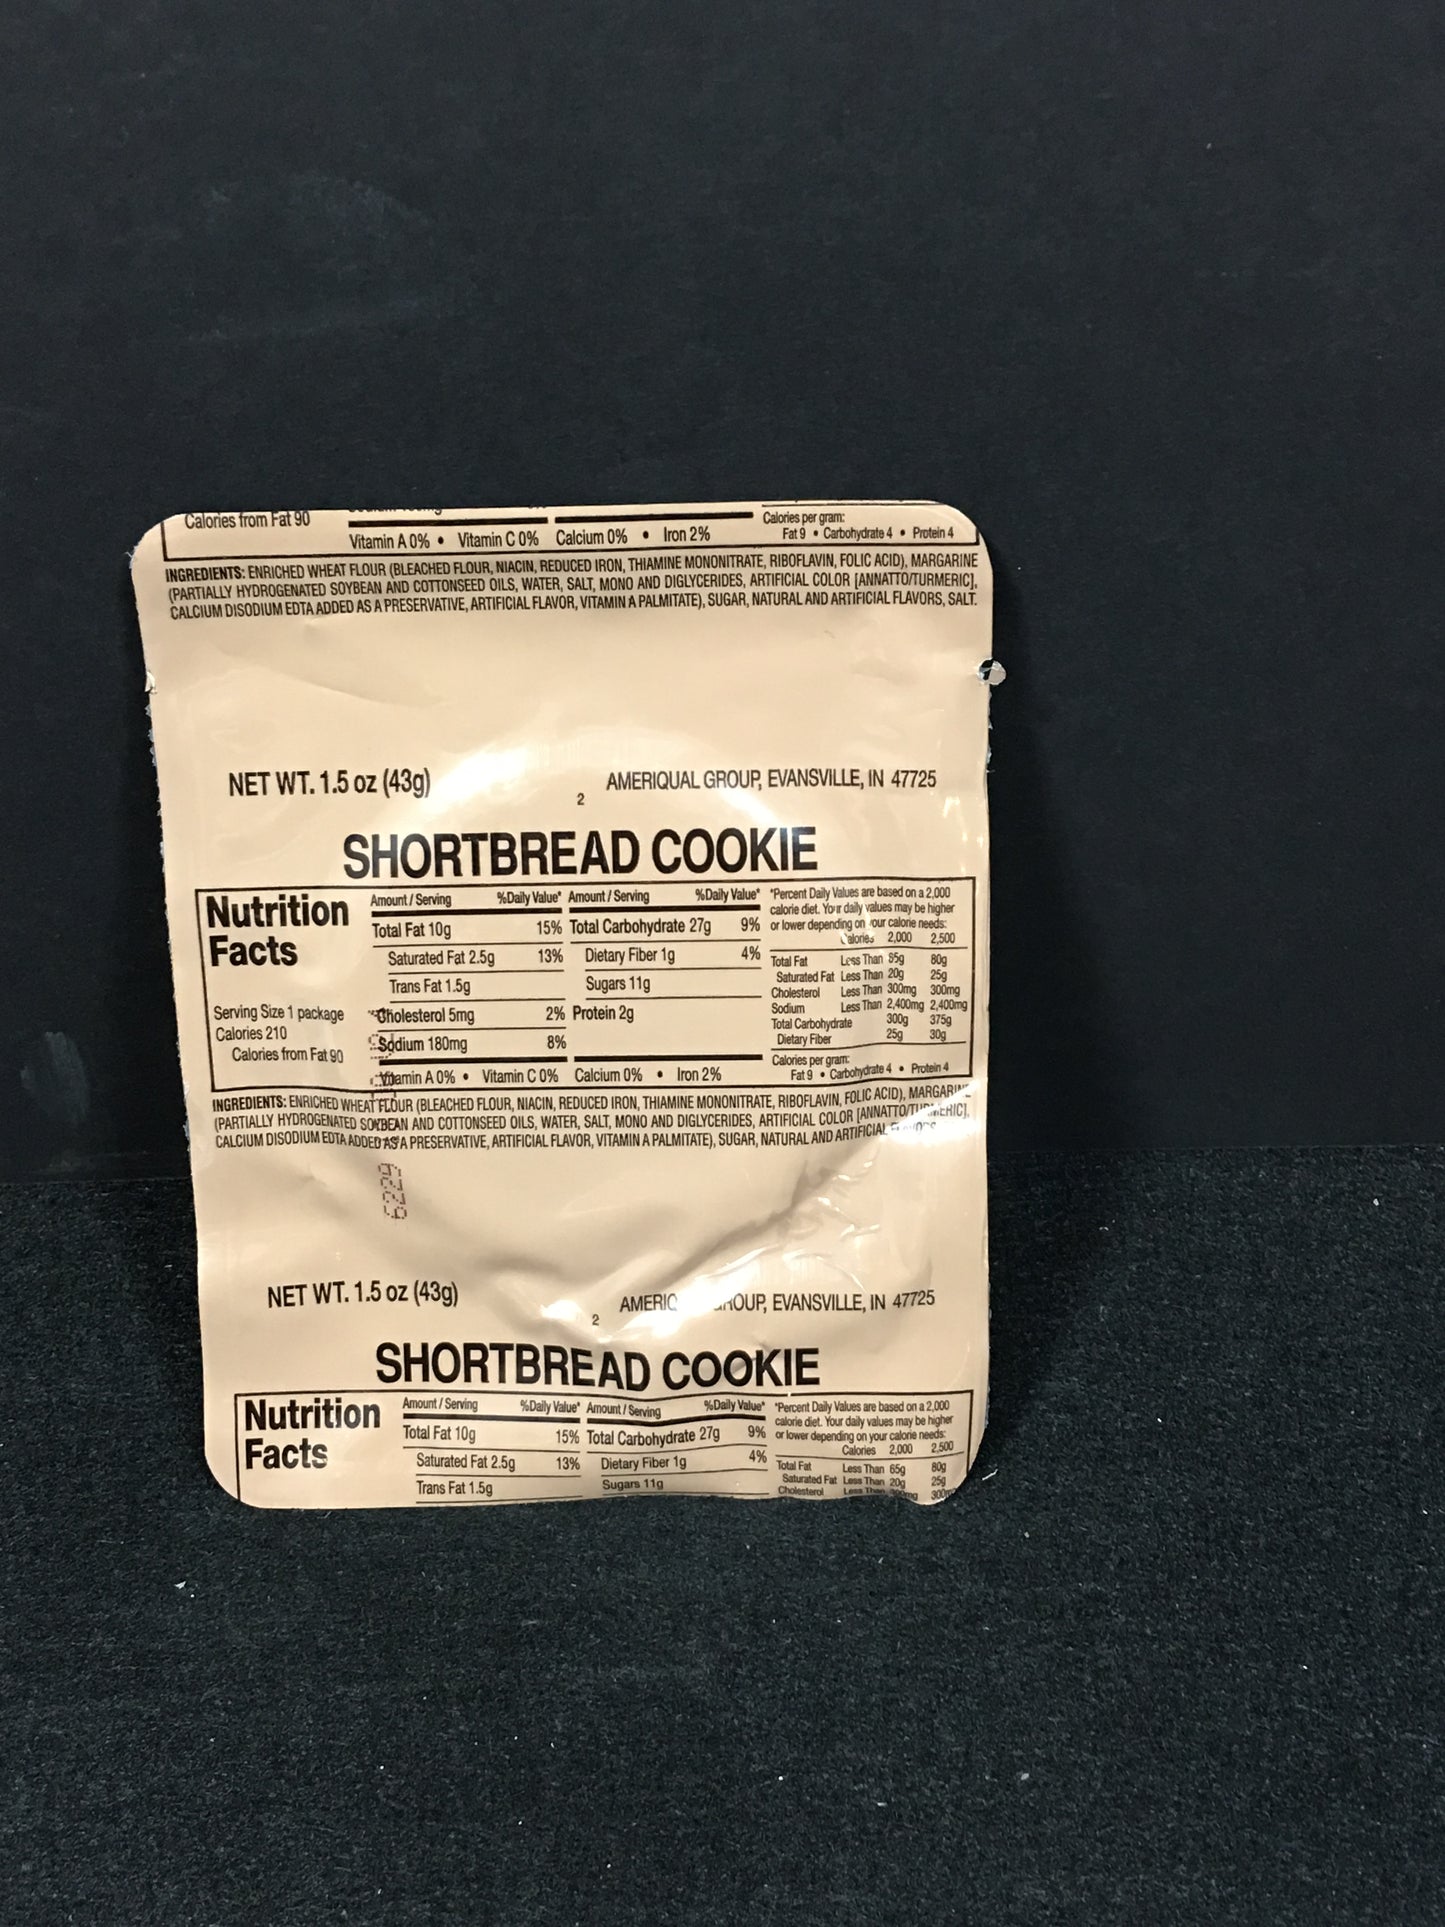 Calories from Fat 90
Vitamin A 0% • Vitamin C 0% Calcium 0% • Iron 2%
Calories per gram:
Fat 9 • Carbohydrate 4 • Protein 4
INGREDIENTS: ENRICHED WHEAT FLOUR (BLEACHED FLOUR, NIACIN, REDUCED IRON, THIAMINE MONONITRATE, RIBOFLAVIN, FOLIC ACID), MARGARINE
(PARTIALLY HYDROGENATED SOYBEAN AND COTTONSEED OILS, WATER, SALT, MONO AND DIGLYCERIDES, ARTIFICIAL COLOR [ANNATTO/TURMERIC],
CALCIUM DISODIUM EDTA ADDED AS A PRESERVATIVE, ARTIFICIAL FLAVOR, VITAMIN A PALMITATE), SUGAR, NATURAL AND ARTIFICIAL FLAVORS, SALT.
NET WT. 1.5 oz (43g)
2
AMERIQUAL GROUP, EVANSVILLE, IN 47725
SHORTBREAD COOKIE
Nutrition
Facts
Serving Size 1 package
Calories 210
Calories from Fat 90
Amount / Serving %Daily Value* Amount / Serving %Daily Value*
Total Fat 10g 15% Total Carbohydrate 27g 9%
Saturated Fat 2.5g 13% Dietary Fiber 1g 4%
Trans Fat 1.5g Sugars 11g
Cholesterol 5mg 2% Protein 2g
Sodium 180mg 8%
Vitamin A 0% • Vitamin C 0% Calcium 0% • Iron 2%
*Percent Daily Values are based on a 2,000
calorie diet. Your daily values may be higher
or lower depending on your calorie needs:
Calories 2,000 2,500
Total Fat Less Than 65g 80g
Saturated Fat Less Than 20g 25g
Cholesterol Less Than 300mg 300mg
Sodium Less Than 2,400mg 2,400mg
Total Carbohydrate 300g 375g
Dietary Fiber 25g 30g
Calories per gram:
Fat 9 • Carbohydrate 4 • Protein 4
INGREDIENTS: ENRICHED WHEAT FLOUR (BLEACHED FLOUR, NIACIN, REDUCED IRON, THIAMINE MONONITRATE, RIBOFLAVIN, FOLIC ACID), MARGARINE
(PARTIALLY HYDROGENATED SOYBEAN AND COTTONSEED OILS, WATER, SALT, MONO AND DIGLYCERIDES, ARTIFICIAL COLOR [ANNATTO/TURMERIC],
CALCIUM DISODIUM EDTA ADDED AS A PRESERVATIVE, ARTIFICIAL FLAVOR, VITAMIN A PALMITATE), SUGAR, NATURAL AND ARTIFICIAL
6229
NET WT. 1.5 oz (43g)
2
EVANSVILLE, IN 47725
SHORTBREAD COOKIE
Nutrition
Facts
Amount / Serving %Daily Value* Amount / Serving %Daily Value*
Total Fat 10g 15% Total Carbohydrate 27g 9%
Saturated Fat 2.5g 13% Dietary Fiber 1g 4%
Trans Fat 1.5g Sugars 11g
*Percent Daily Values are based on a 2,000
calorie diet. Your daily values may be higher
or lower depending on your calorie needs:
Calories 2,000 2,500
Total Fat Less Than 65g 80g
Saturated Fat Less Than 20g 25g
Cholesterol Less Than 300mg 300mg